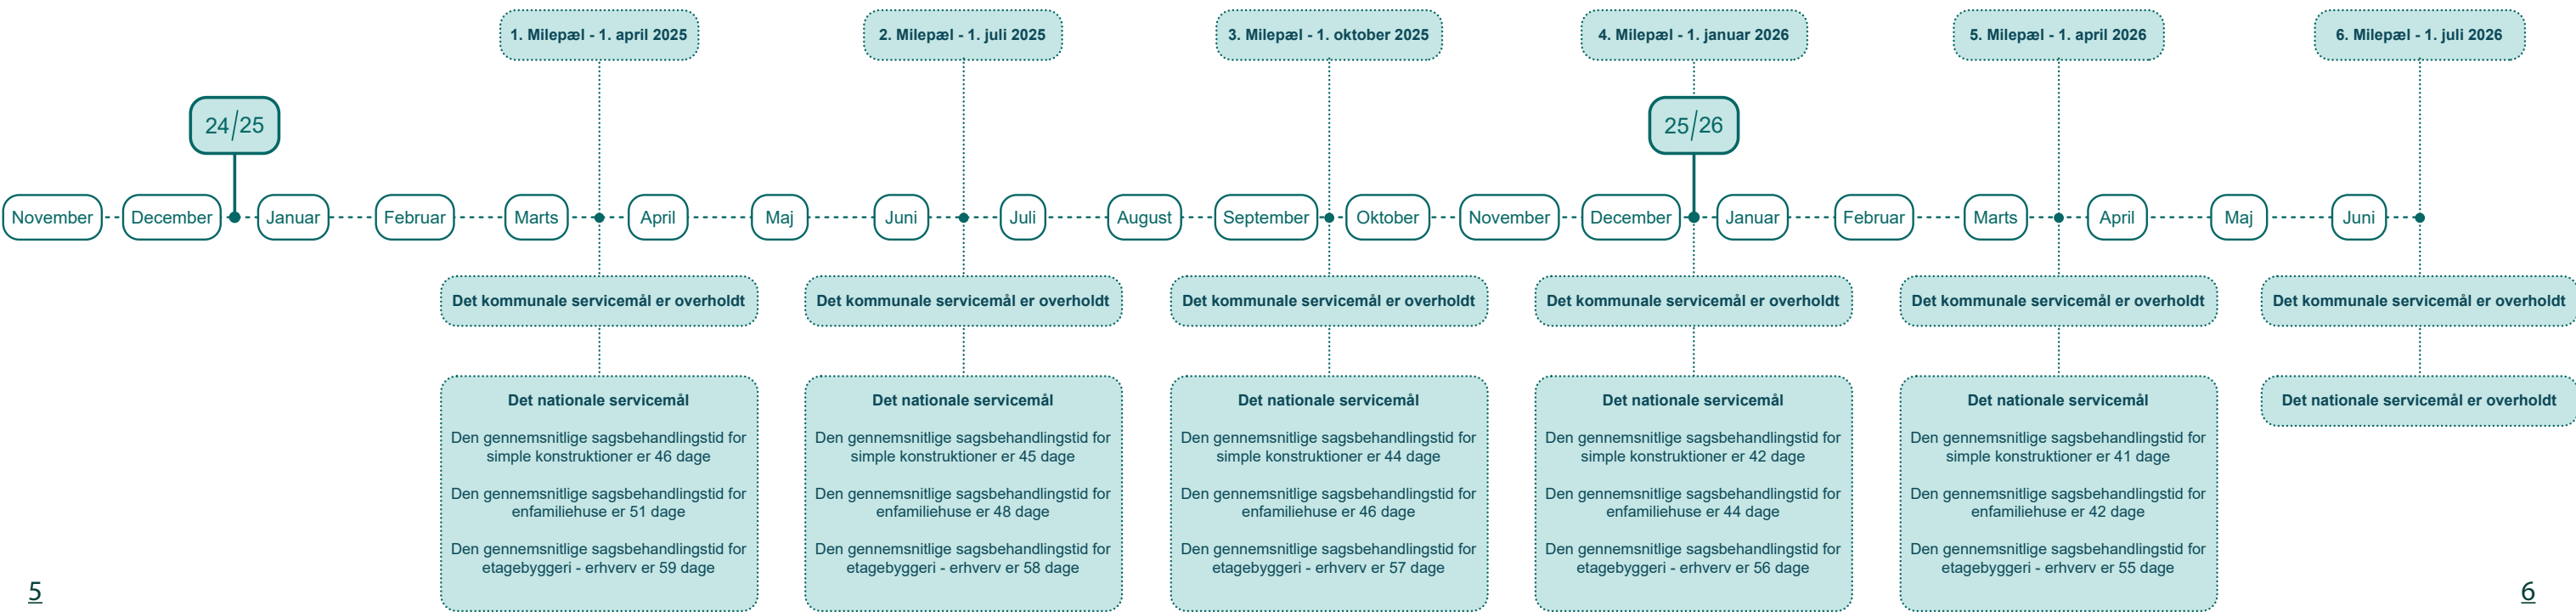 1. Milepæl - 1. april 2025
2. Milepæl - 1. juli 2025
3. Milepæl - 1. oktober 2025
4. Milepæl - 1. januar 2026
5. Milepæl - 1. april 2026
6. Milepæl - 1. juli 2026
24/25
25/26
November
December
Januar
Februar
Marts
April
Maj
Juni
Juli
August
September
Oktober
November
December
Januar
Februar
Marts
April
Maj
Juni
Det kommunale servicemål er overholdt
Det kommunale servicemål er overholdt
Det kommunale servicemål er overholdt
Det kommunale servicemål er overholdt
Det kommunale servicemål er overholdt
Det kommunale servicemål er overholdt
Det nationale servicemål
Den gennemsnitlige sagsbehandlingstid for
simple konstruktioner er 46 dage
Den gennemsnitlige sagsbehandlingstid for
enfamiliehuse er 51 dage
Den gennemsnitlige sagsbehandlingstid for
etagebyggeri - erhverv er 59 dage
Det nationale servicemål
Den gennemsnitlige sagsbehandlingstid for
simple konstruktioner er 45 dage
Den gennemsnitlige sagsbehandlingstid for
enfamiliehuse er 48 dage
Den gennemsnitlige sagsbehandlingstid for
etagebyggeri - erhverv er 58 dage
Det nationale servicemål
Den gennemsnitlige sagsbehandlingstid for
simple konstruktioner er 44 dage
Den gennemsnitlige sagsbehandlingstid for
enfamiliehuse er 46 dage
Den gennemsnitlige sagsbehandlingstid for
etagebyggeri - erhverv er 57 dage
Det nationale servicemål
Den gennemsnitlige sagsbehandlingstid for
simple konstruktioner er 42 dage
Den gennemsnitlige sagsbehandlingstid for
enfamiliehuse er 44 dage
Den gennemsnitlige sagsbehandlingstid for
etagebyggeri - erhverv er 56 dage
Det nationale servicemål
Den gennemsnitlige sagsbehandlingstid for
simple konstruktioner er 41 dage
Den gennemsnitlige sagsbehandlingstid for
enfamiliehuse er 42 dage
Den gennemsnitlige sagsbehandlingstid for
etagebyggeri - erhverv er 55 dage
Det nationale servicemål er overholdt
5
6